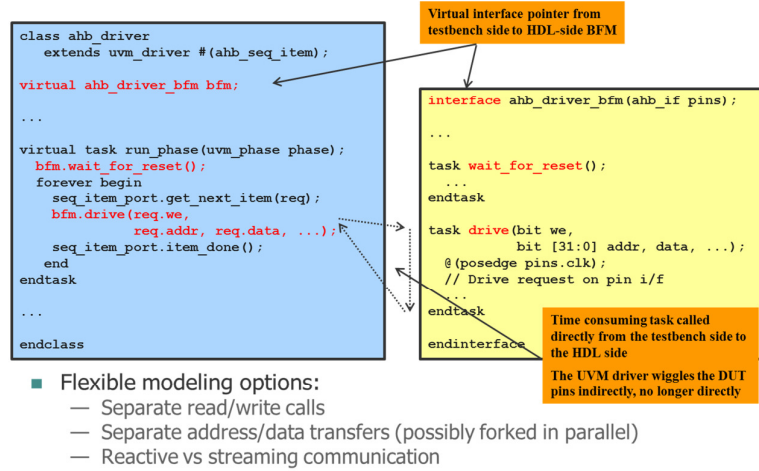 Virtual interface pointer from
testbench side to HDL-side BFM
class ahb_driver
extends uvm_driver #(ahb_seq_item);
virtual ahb_driver_bfm bfm;
...
virtual task run_phase(uvm_phase phase);
bfm.wait_for_reset();
forever begin
seq_item_port.get_next_item(req);
bfm.drive(req.we,
req.addr, req.data, ...);
seq_item_port.item_done();
end
endtask
...
endclass
interface ahb_driver_bfm(ahb_if pins);
...
task wait_for_reset();
...
endtask
task drive(bit we,
bit [31:0] addr, data, ...);
@(posedge pins.clk);
// Drive request on pin i/f
...
endtask
endinterface
Time consuming task called
directly from the testbench side to
the HDL side
The UVM driver wiggles the DUT
pins indirectly, no longer directly
■ Flexible modeling options:
— Separate read/write calls
— Separate address/data transfers (possibly forked in parallel)
— Reactive vs streaming communication